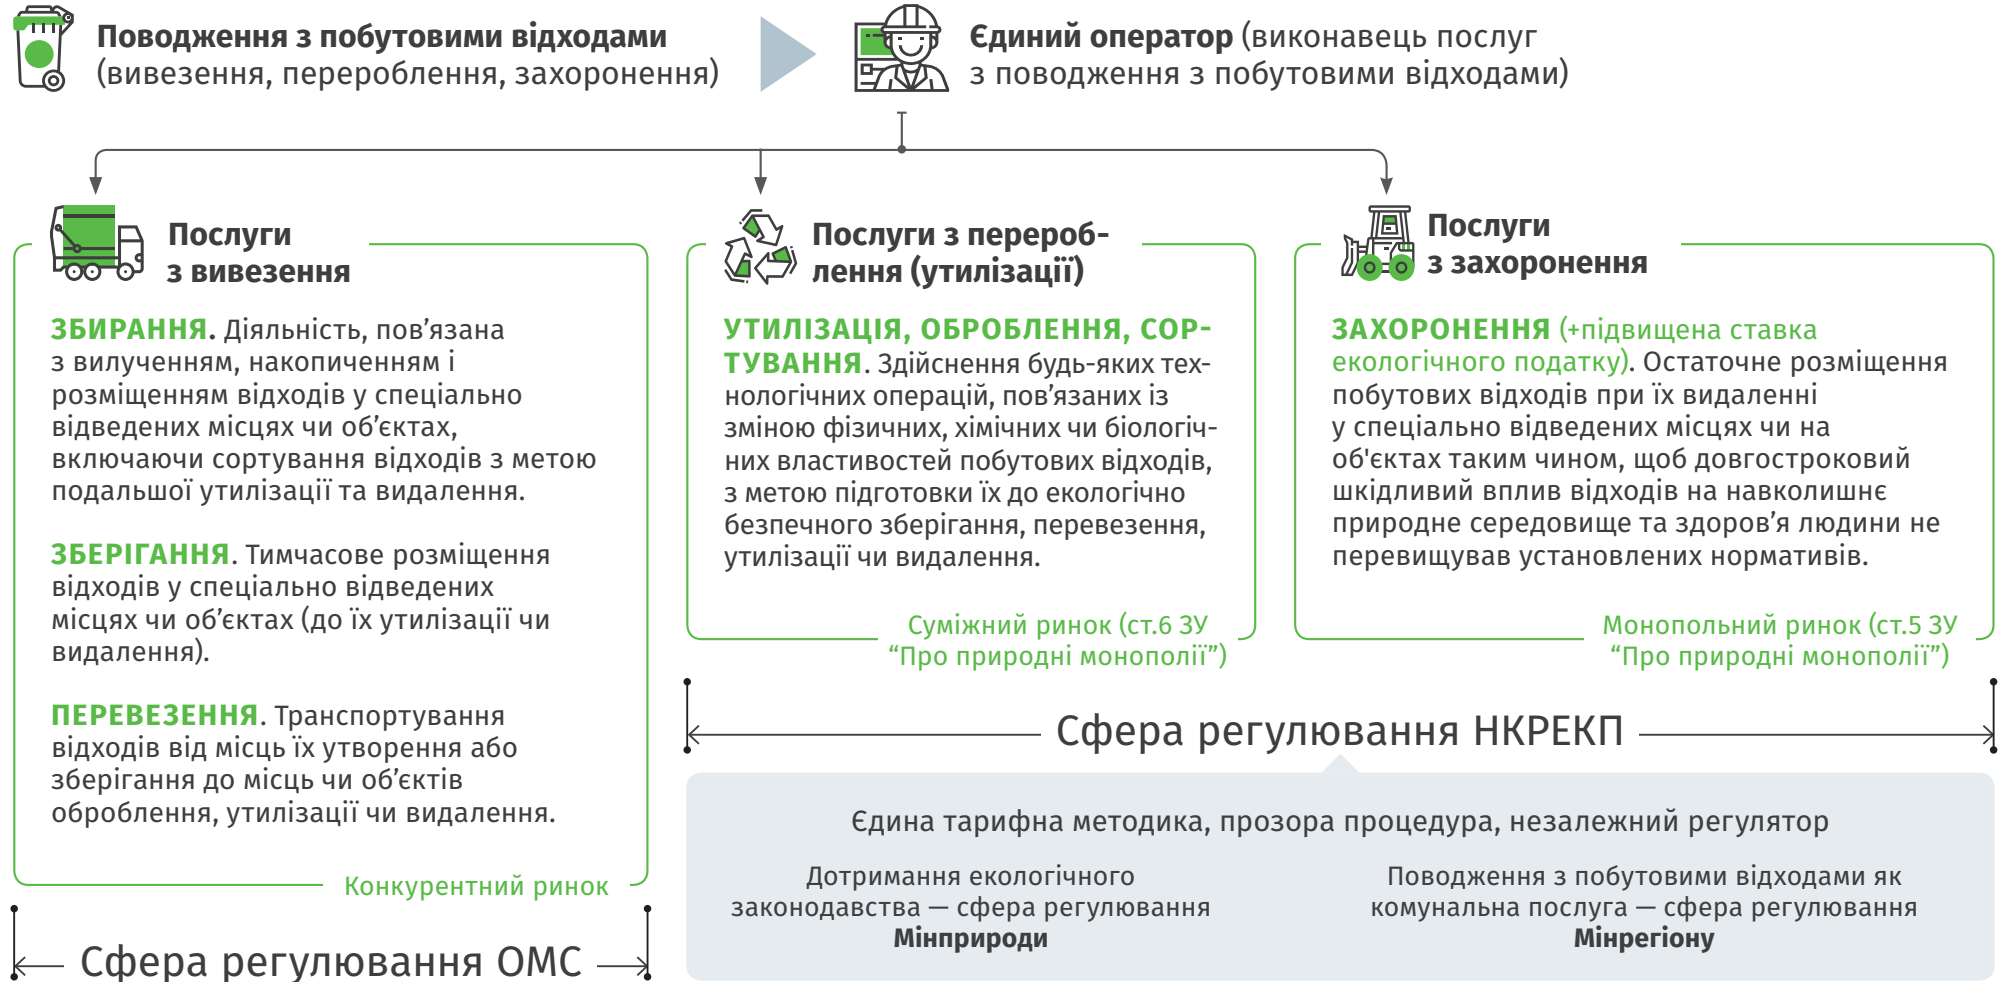 Поводження з побутовими відходами
(вивезення, перероблення, захоронення)
Єдиний оператор (виконавець послуг
з поводження з побутовими відходами)
Послуги
з вивезення
ЗБИРАННЯ. Діяльність, пов’язана
з вилученням, накопиченням і
розміщенням відходів у спеціально
відведених місцях чи об’єктах,
включаючи сортування відходів з метою
подальшої утилізації та видалення.
ЗБЕРІГАННЯ. Тимчасове розміщення
відходів у спеціально відведених
місцях чи об’єктах (до їх утилізації чи
видалення).
ПЕРЕВЕЗЕННЯ. Транспортування
відходів від місць їх утворення або
зберігання до місць чи об’єктів
оброблення, утилізації чи видалення.
Конкурентний ринок
Сфера регулювання ОМС
Послуги з перероб-
лення (утилізації)
УТИЛІЗАЦІЯ, ОБРОБЛЕННЯ, СОР-
ТУВАННЯ. Здійснення будь-яких тех-
нологічних операцій, пов’язаних із
зміною фізичних, хімічних чи біологіч-
них властивостей побутових відходів,
з метою підготовки їх до екологічно
безпечного зберігання, перевезення,
утилізації чи видалення.
Суміжний ринок (ст.6 ЗУ
“Про природні монополії”)
Послуги
з захоронення
ЗАХОРОНЕННЯ (+підвищена ставка
екологічного податку). Остаточне розміщення
побутових відходів при їх видаленні
у спеціально відведених місцях чи на
об'єктах таким чином, щоб довгостроковий
шкідливий вплив відходів на навколишнє
природне середовище та здоров’я людини не
перевищував установлених нормативів.
Монопольний ринок (ст.5 ЗУ
“Про природні монополії”)
Сфера регулювання НКРЕКП
Єдина тарифна методика, прозора процедура, незалежний регулятор
Дотримання екологічного
законодавства — сфера регулювання
Мінприроди
Поводження з побутовими відходами як
комунальна послуга — сфера регулювання
Мінрегіону